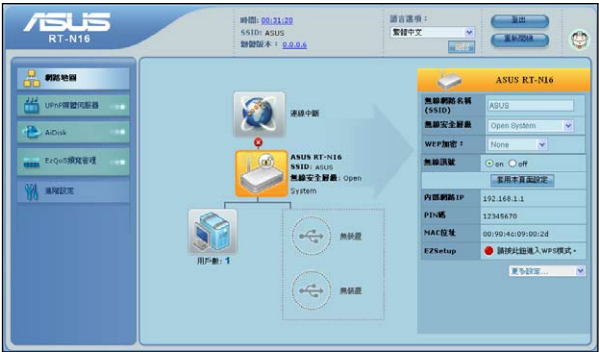 ASUS
RT-N16
時間: 00:31:20
SSID: ASUS
韌體版本: 0.0.0.6
語言選項:
繁體中文
登出
重新開機
網路地圖
UPnP媒體伺服器
AiDisk
EzQoS頻寬管理
進階設定
連線中斷
ASUS RT-N16
SSID: ASUS
無線安全層級: Open
System
用戶數: 1
無裝置
無裝置
ASUS RT-N16
無線網路名稱
(SSID)
ASUS
無線安全層級
Open System
WEP加密:
None
無線訊號
on off
套用本頁面設定
內部網路IP
192.168.1.1
PIN碼
12345670
MAC位址
00:90:4c:09:00:2d
EZSetup
請按此鈕進入WPS模式。
更多設定...